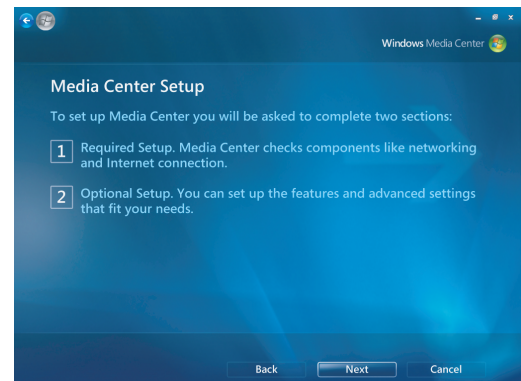 Windows Media Center
Media Center Setup
To set up Media Center you will be asked to complete two sections:
1 Required Setup. Media Center checks components like networking
and Internet connection.
2 Optional Setup. You can set up the features and advanced settings
that fit your needs.
Back Next Cancel